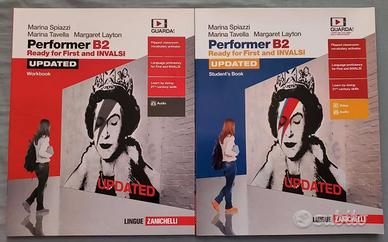 Marina Spiazzi
Marina Tavella Margaret Layton
Performer B2
Ready for First and INVALSI
UPDATED
Workbook
GUARDA!
Flipped classroom
vocabulary activator
Language proficiency
for First and INVALSI
Learn by doing
21st century skills
Audio
UPDATED
LINGUE ZANICHELLI
Marina Spiazzi
Marina Tavella Margaret Layton
Performer B2
Ready for First and INVALSI
UPDATED
Student's Book
GUARDA!
Flipped classroom
vocabulary activator
Language proficiency
for First and INVALSI
Learn by doing
21st century skills
Video
Audio
UPDATED
LINGUE ZANICHELLI
subito